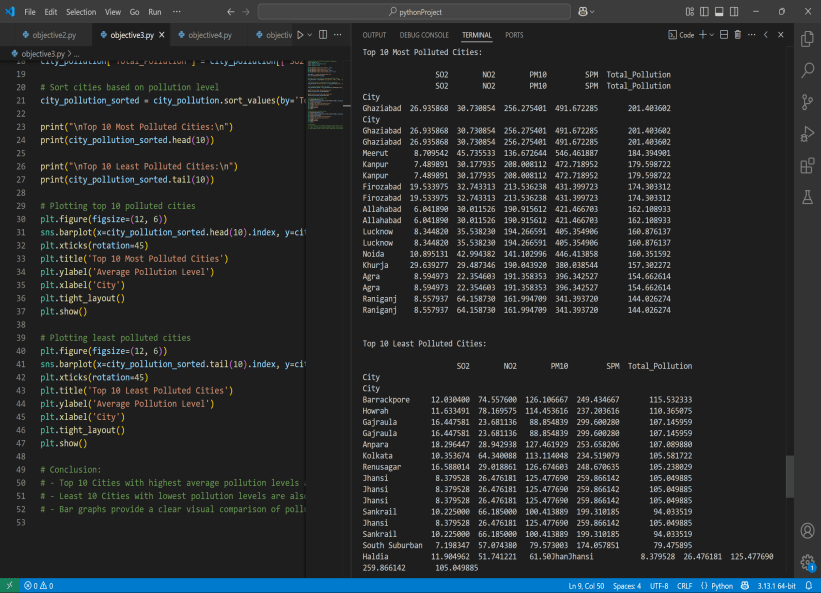 File Edit Selection View Go Run ··· pythonProject
objective2.py objective3.py objective4.py objectiv
objective3.py > ...
18 city_pollution['Total_Pollution'] = city_pollution[['SO2'
19
20 # Sort cities based on pollution level
21 city_pollution_sorted = city_pollution.sort_values(by='To
22
23 print("\nTop 10 Most Polluted Cities:\n")
24 print(city_pollution_sorted.head(10))
25
26 print("\nTop 10 Least Polluted Cities:\n")
27 print(city_pollution_sorted.tail(10))
28
29 # Plotting top 10 polluted cities
30 plt.figure(figsize=(12, 6))
31 sns.barplot(x=city_pollution_sorted.head(10).index, y=cit
32 plt.xticks(rotation=45)
33 plt.title('Top 10 Most Polluted Cities')
34 plt.ylabel('Average Pollution Level')
35 plt.xlabel('City')
36 plt.tight_layout()
37 plt.show()
38
39 # Plotting least polluted cities
40 plt.figure(figsize=(12, 6))
41 sns.barplot(x=city_pollution_sorted.tail(10).index, y=cit
42 plt.xticks(rotation=45)
43 plt.title('Top 10 Least Polluted Cities')
44 plt.ylabel('Average Pollution Level')
45 plt.xlabel('City')
46 plt.tight_layout()
47 plt.show()
48
49 # Conclusion:
50 # - Top 10 Cities with highest average pollution levels a
51 # - Least 10 Cities with lowest pollution levels are also
52 # - Bar graphs provide a clear visual comparison of pollu
53
OUTPUT DEBUG CONSOLE TERMINAL PORTS Code
Top 10 Most Polluted Cities:
SO2 NO2 PM10 SPM Total_Pollution
SO2 NO2 PM10 SPM Total_Pollution
City
Ghaziabad 26.935868 30.730854 256.275401 491.672285 201.403602
City
Ghaziabad 26.935868 30.730854 256.275401 491.672285 201.403602
Ghaziabad 26.935868 30.730854 256.275401 491.672285 201.403602
Meerut 8.709542 45.735533 136.672644 546.461887 184.394901
Kanpur 7.489891 30.177935 208.008112 472.718952 179.598722
Kanpur 7.489891 30.177935 208.008112 472.718952 179.598722
Firozabad 19.533975 32.743313 213.536238 431.399723 174.303312
Firozabad 19.533975 32.743313 213.536238 431.399723 174.303312
Allahabad 6.041890 30.011526 190.915612 421.466703 162.108933
Allahabad 6.041890 30.011526 190.915612 421.466703 162.108933
Lucknow 8.344820 35.538230 194.266591 405.354906 160.876137
Lucknow 8.344820 35.538230 194.266591 405.354906 160.876137
Noida 10.895131 42.994382 141.102996 446.413858 160.351592
Khurja 29.639277 29.487346 190.043920 380.038544 157.302272
Agra 8.594973 22.354603 191.358353 396.342527 154.662614
Agra 8.594973 22.354603 191.358353 396.342527 154.662614
Raniganj 8.557937 64.158730 161.994709 341.393720 144.026274
Raniganj 8.557937 64.158730 161.994709 341.393720 144.026274
Top 10 Least Polluted Cities:
SO2 NO2 PM10 SPM Total_Pollution
City
City
Barrackpore 12.030400 74.557600 126.106667 249.434667 115.532333
Howrah 11.633491 78.169575 114.453616 237.203616 110.365075
Gajraula 16.447581 23.681136 88.854839 299.600280 107.145959
Gajraula 16.447581 23.681136 88.854839 299.600280 107.145959
Anpara 18.296447 28.942938 127.461929 253.658206 107.089880
Kolkata 10.353674 64.340088 113.114048 234.519079 105.581722
Renusagar 16.588014 29.018861 126.674603 248.670635 105.238029
Jhansi 8.379528 26.476181 125.477690 259.866142 105.049885
Jhansi 8.379528 26.476181 125.477690 259.866142 105.049885
Jhansi 8.379528 26.476181 125.477690 259.866142 105.049885
Sankrail 10.225000 66.185000 100.413889 199.310185 94.033519
Jhansi 8.379528 26.476181 125.477690 259.866142 105.049885
Sankrail 10.225000 66.185000 100.413889 199.310185 94.033519
South Suburban 7.198347 57.074380 79.573003 174.057851 79.475895
Haldia 11.904962 51.741221 61.50JhanJhansi 8.379528 26.476181 125.477690
259.866142 105.049885
0 0 Ln 9, Col 50 Spaces: 4 UTF-8 CRLF Python 3.13.1 64-bit